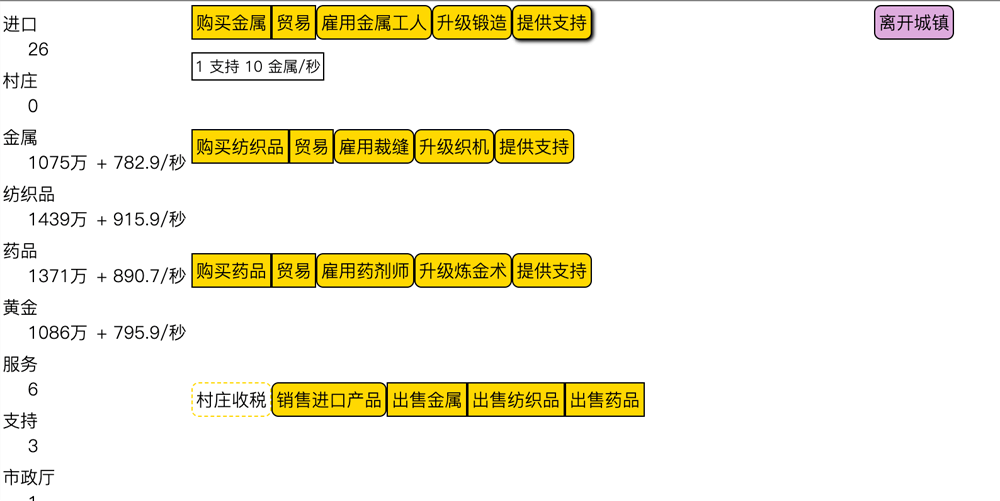 进口
26
村庄
0
金属
1075万 + 782.9/秒
纺织品
1439万 + 915.9/秒
药品
1371万 + 890.7/秒
黄金
1086万 + 795.9/秒
服务
6
支持
3
市政厅
1
购买金属 贸易 雇用金属工人 升级锻造 提供支持
1 支持 10 金属/秒
购买纺织品 贸易 雇用裁缝 升级织机 提供支持
购买药品 贸易 雇用药剂师 升级炼金术 提供支持
村庄收税 销售进口产品 出售金属 出售纺织品 出售药品
离开城镇